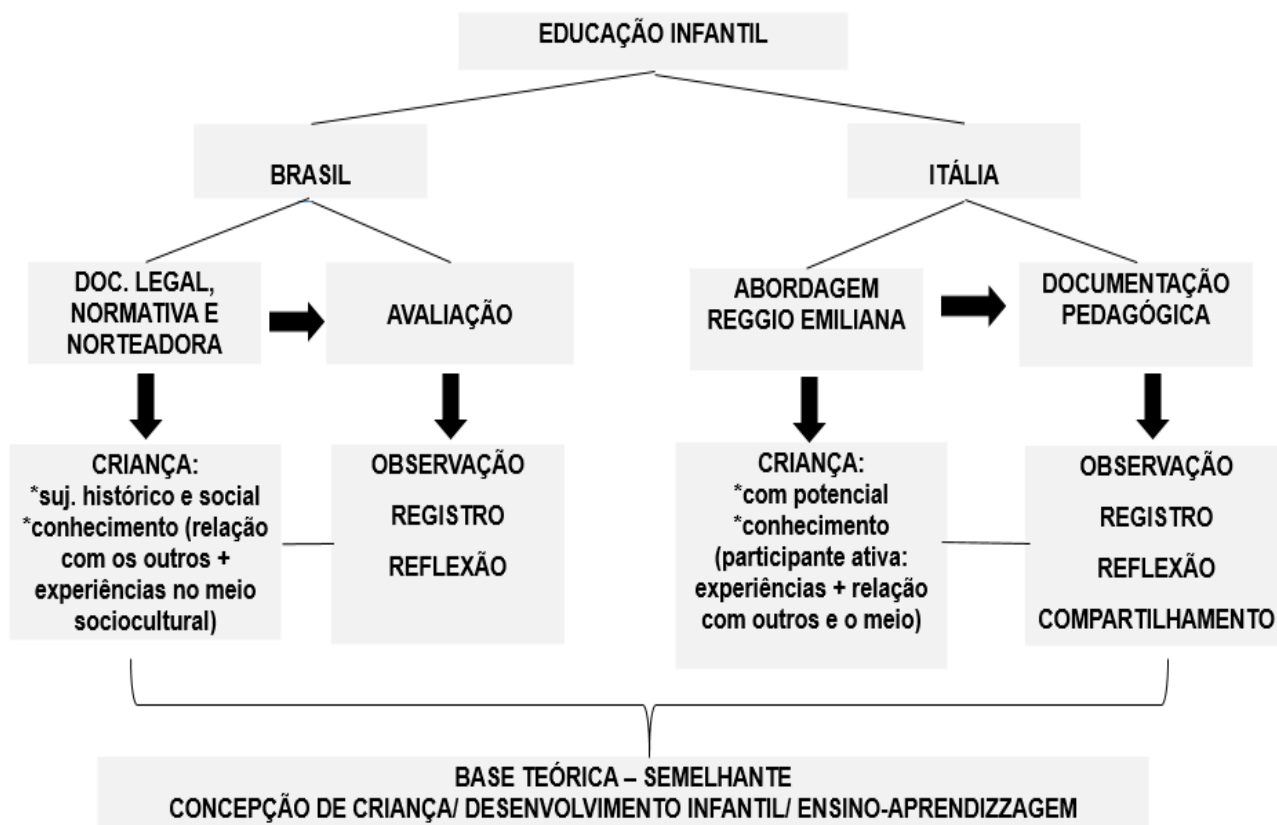 EDUCAÇÃO INFANTIL
BRASIL
ITÁLIA
DOC. LEGAL,
NORMATIVA E
NORTEADORA
AVALIAÇÃO
ABORDAGEM
REGGIO EMILIANA
DOCUMENTAÇÃO
PEDAGÓGICA
CRIANÇA:
*suj. histórico e social
*conhecimento (relação
com os outros +
experiências no meio
sociocultural)
OBSERVAÇÃO
REGISTRO
REFLEXÃO
CRIANÇA:
*com potencial
*conhecimento
(participante ativa:
experiências + relação
com outros e o meio)
OBSERVAÇÃO
REGISTRO
REFLEXÃO
COMPARTILHAMENTO
BASE TEÓRICA – SEMELHANTE
CONCEPÇÃO DE CRIANÇA/ DESENVOLVIMENTO INFANTIL/ ENSINO-APRENDIZZAGEM